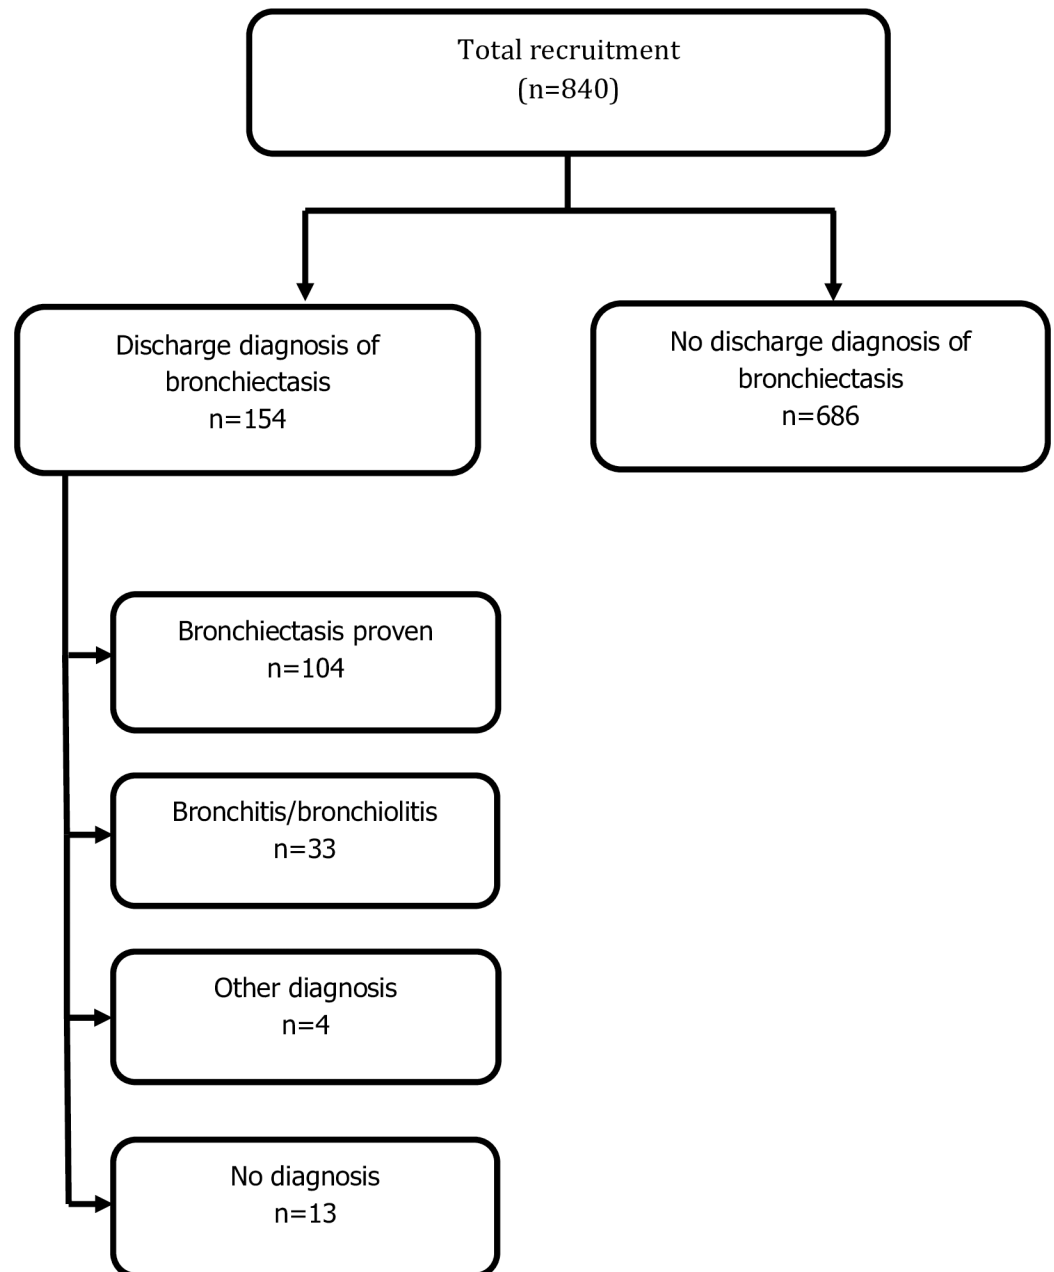 Total recruitment
(n=840)
Discharge diagnosis of
bronchiectasis
n=154
No discharge diagnosis of
bronchiectasis
n=686
Bronchiectasis proven
n=104
Bronchitis/bronchiolitis
n=33
Other diagnosis
n=4
No diagnosis
n=13